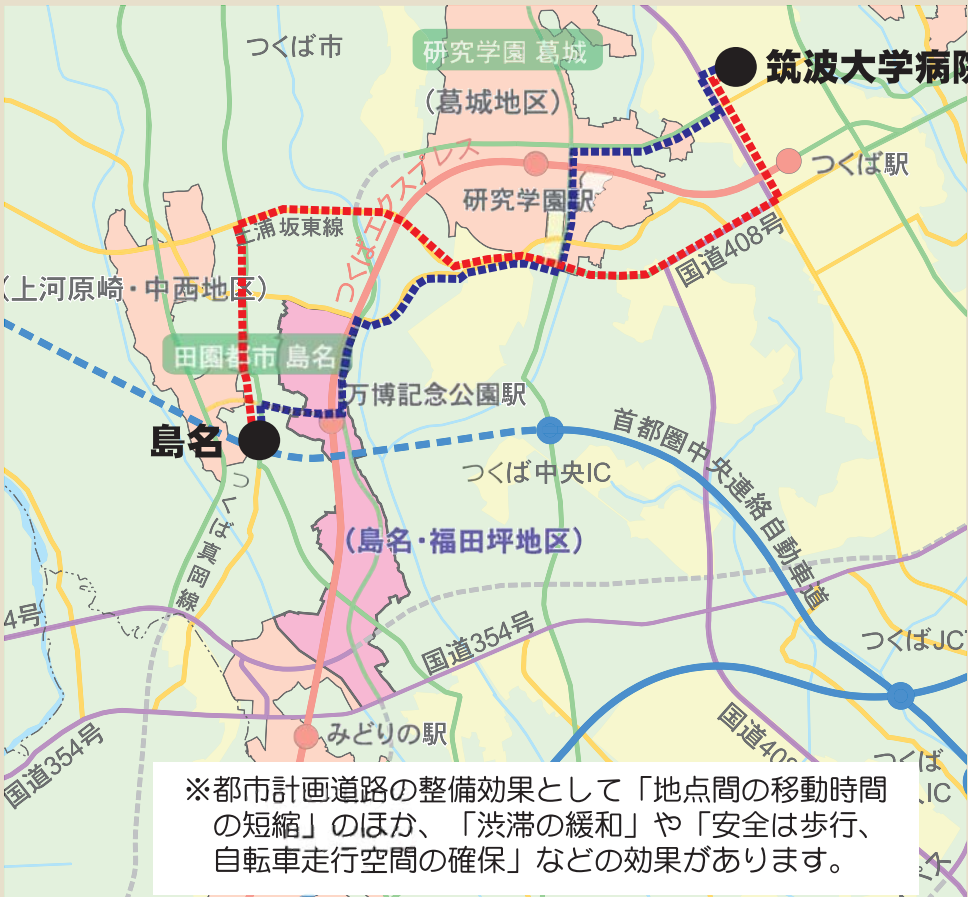 つくば市
研究学園 葛城
(葛城地区)
筑波大学病院
つくばエクスプレス
つくば駅
研究学園駅
土浦坂東線
国道408号
(上河原崎・中西地区)
田園都市 島名
万博記念公園駅
島名
首都圏中央連絡自動車道
つくば中央IC
つくば真岡線
(島名・福田坪地区)
4号
国道354号
つくばJCT
みどりの駅
国道354号
国道408
つくば
IC
※都市計画道路の整備効果として「地点間の移動時間
の短縮」のほか、「渋滞の緩和」や「安全は歩行、
自転車走行空間の確保」などの効果があります。